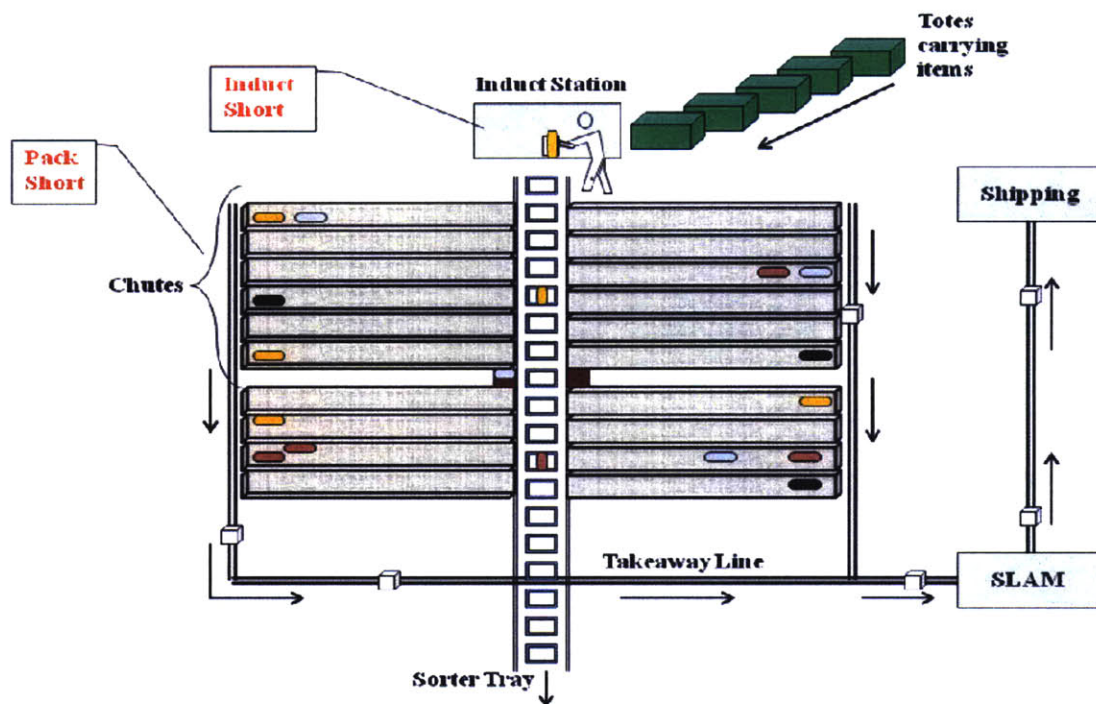 Totes
carrying
items
Induct
Short
Induct Station
Pack
Short
Shipping
Chutes
Takeaway Line
SLAM
Sorter Tray